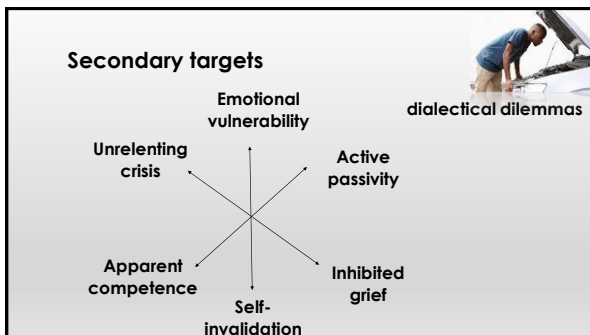 Secondary targets
dialectical dilemmas
Emotional
vulnerability
Unrelenting
crisis
Active
passivity
Apparent
competence
Inhibited
grief
Self-
invalidation